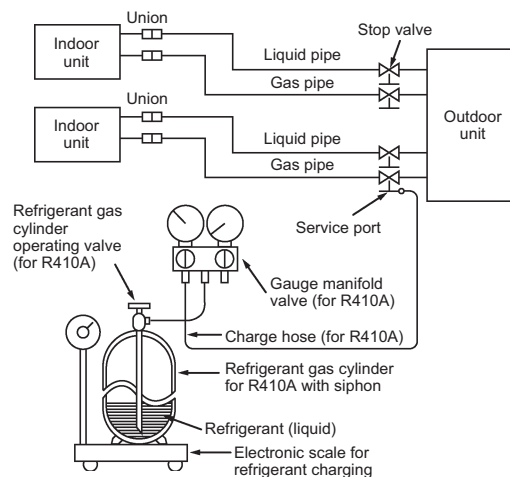 Union
Stop valve
Indoor
unit
Liquid pipe
Gas pipe
Union
Indoor
unit
Liquid pipe
Gas pipe
Outdoor
unit
Refrigerant gas
cylinder
operating valve
(for R410A)
Service port
Gauge manifold
valve (for R410A)
Charge hose (for R410A)
Refrigerant gas cylinder
for R410A with siphon
Refrigerant (liquid)
Electronic scale for
refrigerant charging